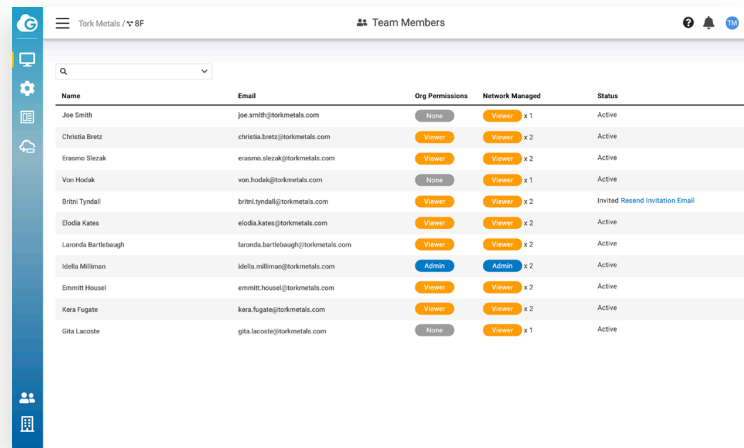 Tork Metals / 8F
Team Members
TM
Name Email Org Permissions Network Managed Status
Joe Smith joe.smith@torkmetals.com None Viewer x 1 Active
Christia Bretz christia.bretz@torkmetals.com Viewer Viewer x 2 Active
Erasmo Slezak erasmo.slezak@torkmetals.com Viewer Viewer x 2 Active
Von Hodak von.hodak@torkmetals.com None Viewer x 1 Active
Britni Tyndall britni.tyndall@torkmetals.com Viewer Viewer x 2 Invited Resend Invitation Email
Elodia Kates elodia.kates@torkmetals.com Viewer Viewer x 2 Active
Laronda Bartlebaugh laronda.bartlebaugh@torkmetals.com Viewer Viewer x 2 Active
Idella Milliman idella.milliman@torkmetals.com Admin Admin x 2 Active
Emmitt Housel emmitt.housel@torkmetals.com Viewer Viewer x 2 Active
Kera Fugate kera.fugate@torkmetals.com Viewer Viewer x 2 Active
Gita Lacoste gita.lacoste@torkmetals.com None Viewer x 1 Active